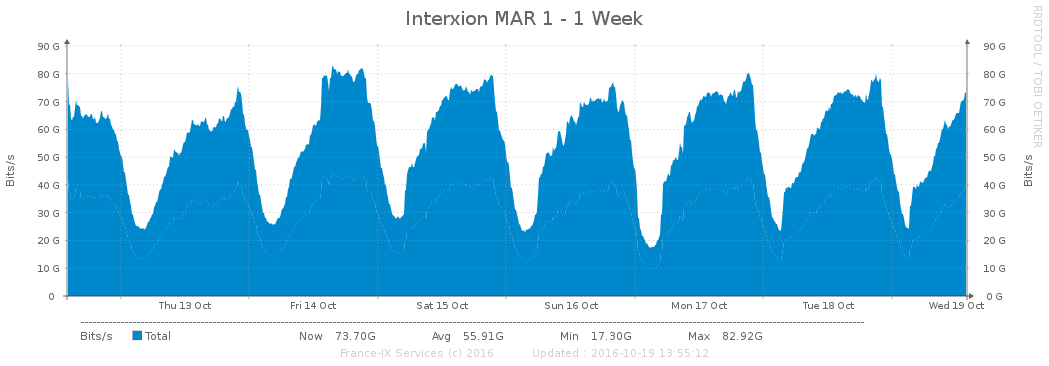 Interxion MAR 1 - 1 Week
RRDTOOL / TOBI OETIKER
Bits/s
90 G
80 G
70 G
60 G
50 G
40 G
30 G
20 G
10 G
0
90 G
80 G
70 G
60 G
50 G
40 G
30 G
20 G
10 G
0 G
Bits/s
Thu 13 Oct Fri 14 Oct Sat 15 Oct Sun 16 Oct Mon 17 Oct Tue 18 Oct Wed 19 Oct
Bits/s Total Now 73.70G Avg 55.91G Min 17.30G Max 82.92G
France-IX Services (c) 2016 Updated : 2016-10-19 13:55:12